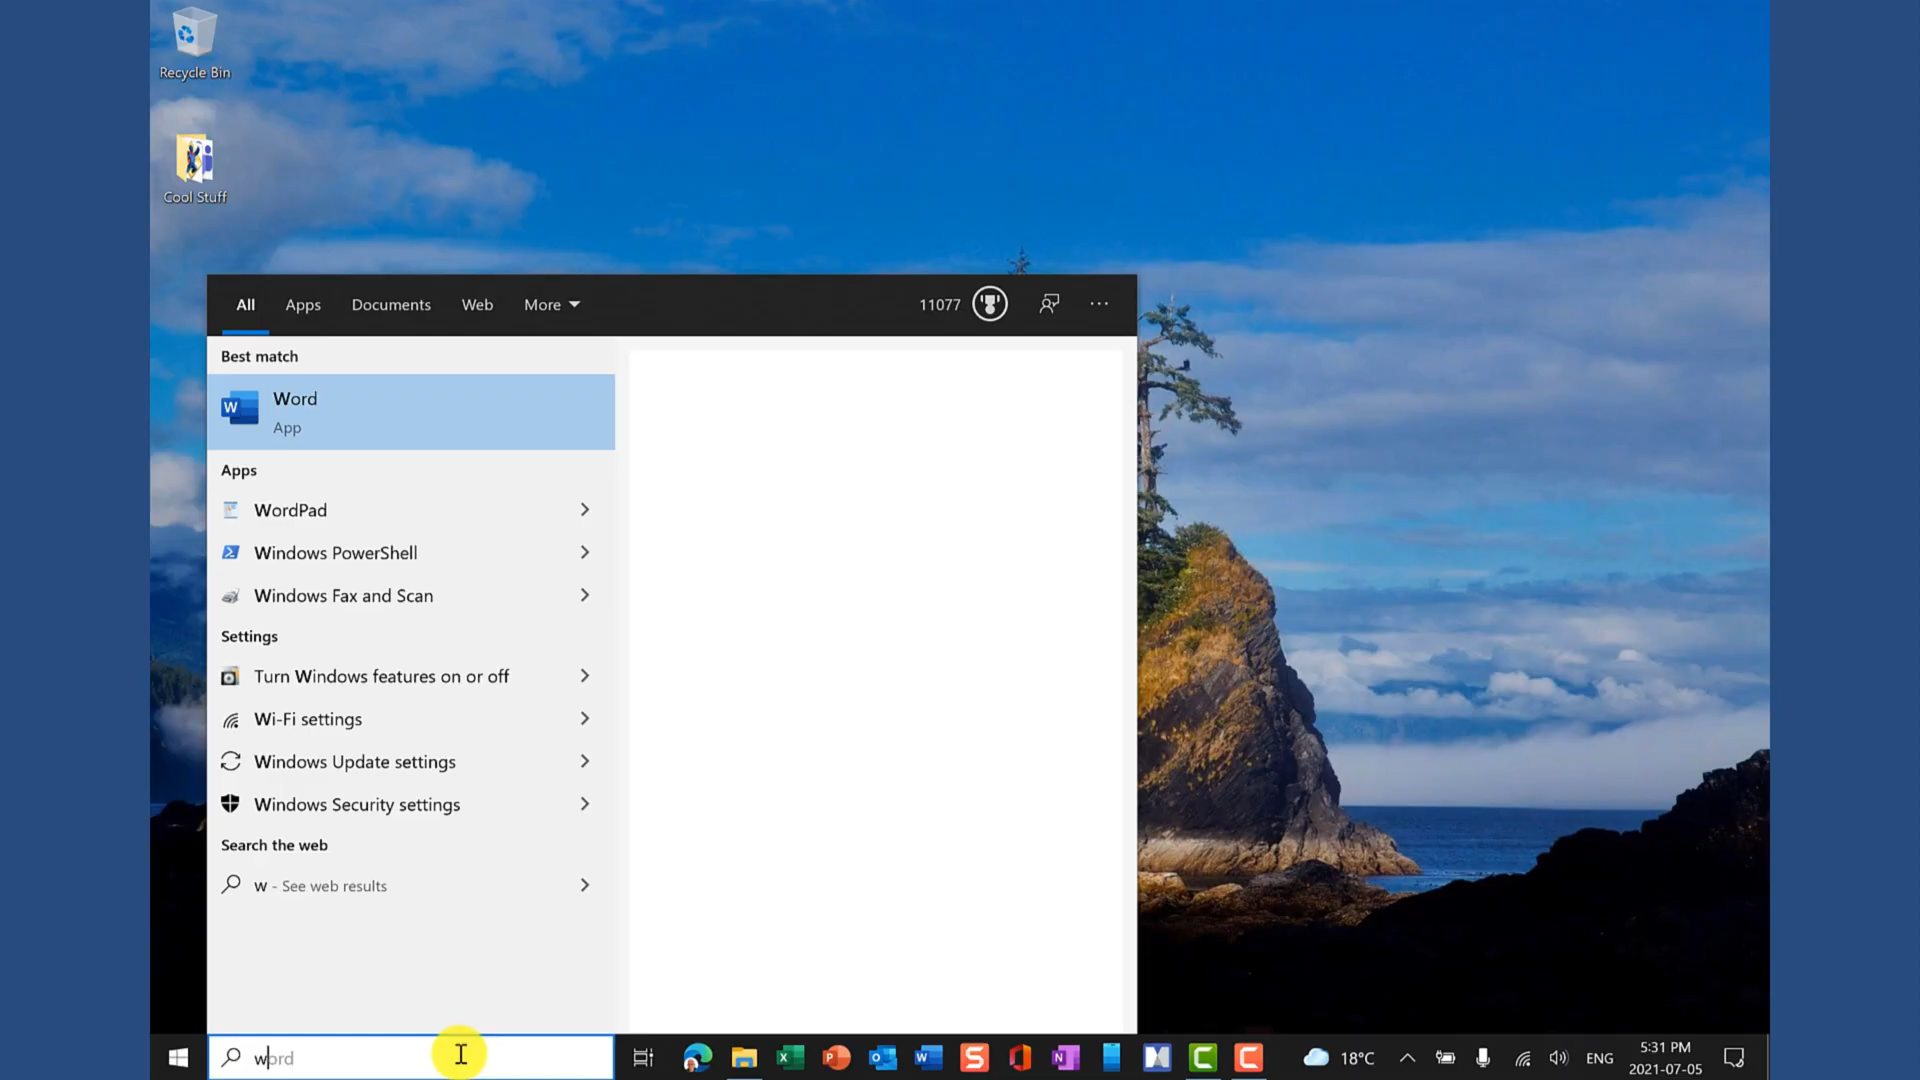 Recycle Bin
Cool Stuff
All Apps Documents Web More 11077
Best match
Word
App
Apps
WordPad
Windows PowerShell
Windows Fax and Scan
Settings
Turn Windows features on or off
Wi-Fi settings
Windows Update settings
Windows Security settings
Search the web
w - See web results
word
18°C
ENG
5:31 PM
2021-07-05